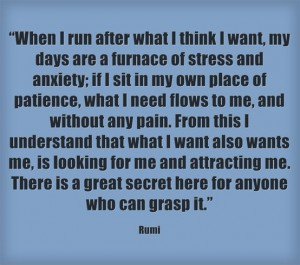 “When I run after what I think I want, my
days are a furnace of stress and
anxiety; if I sit in my own place of
patience, what I need flows to me, and
without any pain. From this I
understand that what I want also wants
me, is looking for me and attracting me.
There is a great secret here for anyone
who can grasp it.”
Rumi